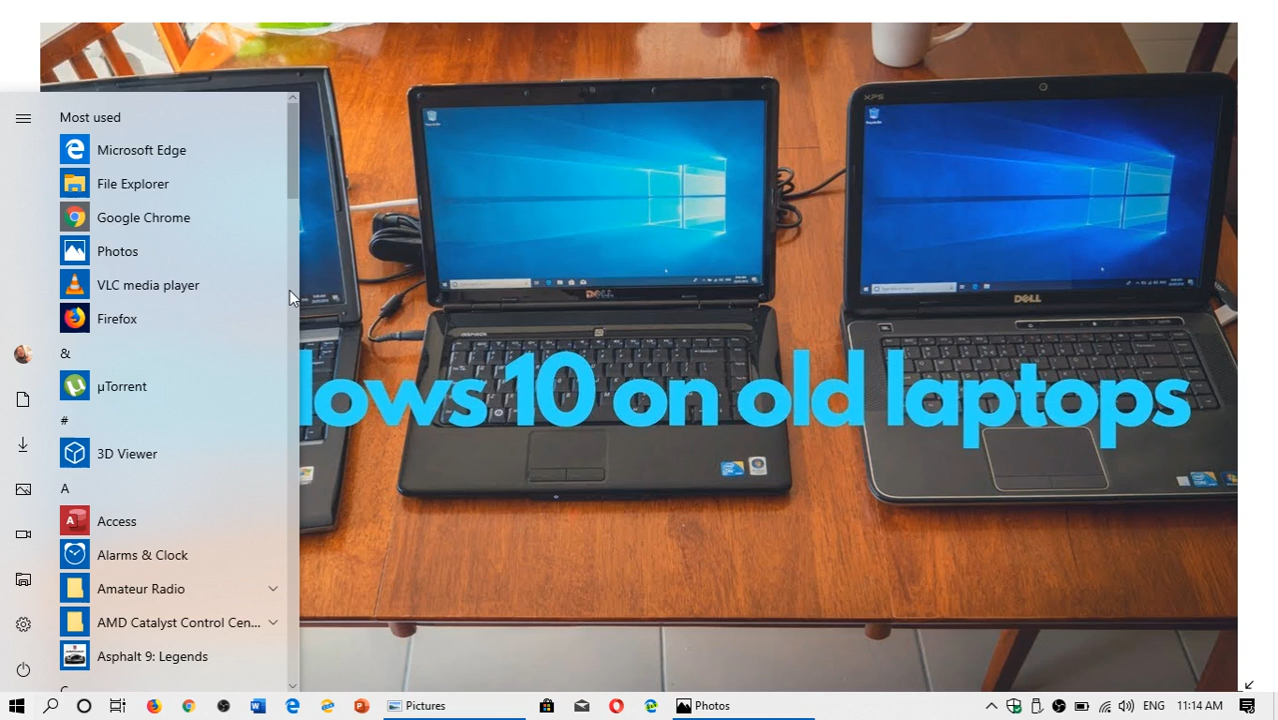 Most used
Microsoft Edge
File Explorer
Google Chrome
Photos
VLC media player
Firefox
&
µTorrent
#
3D Viewer
A
Access
Alarms & Clock
Amateur Radio
AMD Catalyst Control Cen...
Asphalt 9: Legends
lows 10 on old laptops
XPS
DELL
DELL
INSPIRON
Pictures
Photos
ENG
11:14 AM